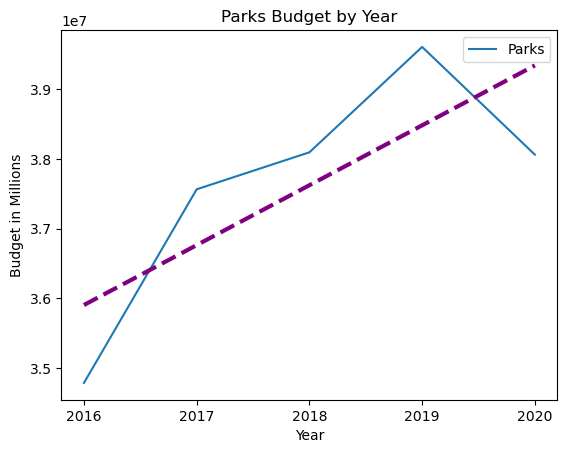 Parks Budget by Year
1e7
Parks
3.9
3.8
3.7
3.6
3.5
Budget in Millions
2016 2017 2018 2019 2020
Year